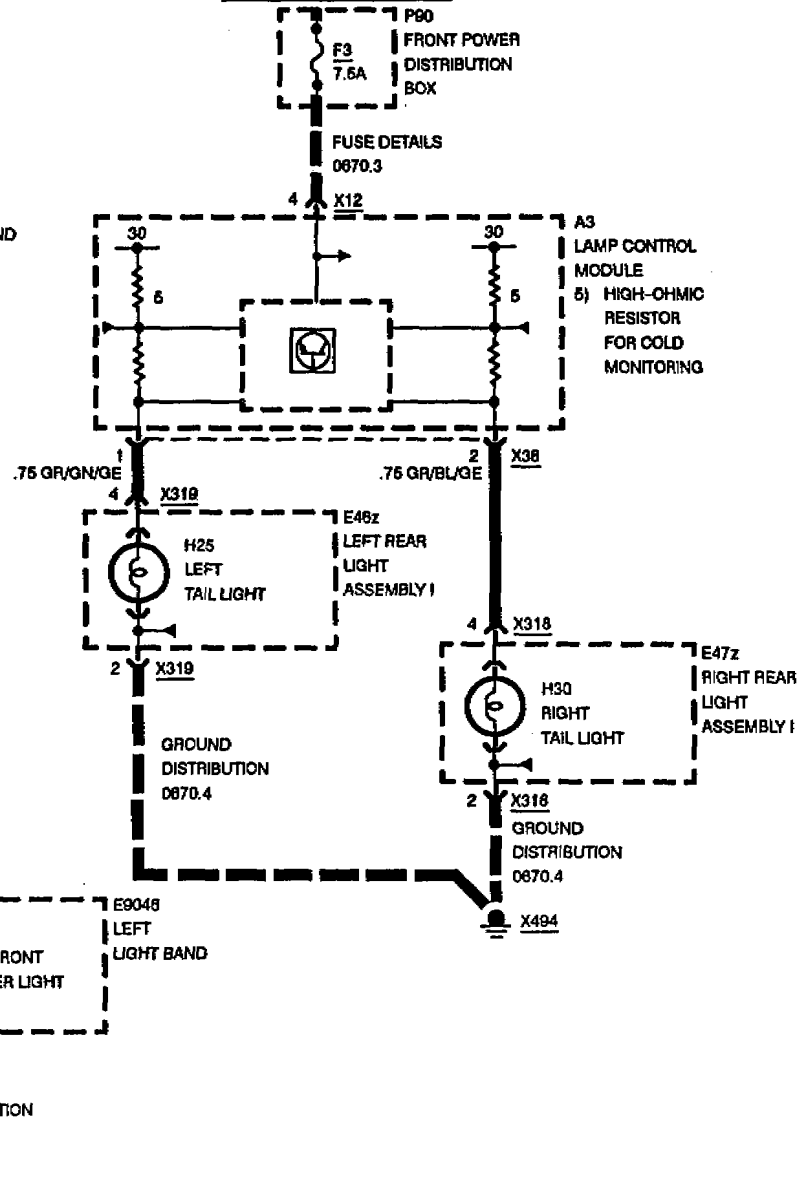 P90
FRONT POWER
DISTRIBUTION
BOX
F3
7.5A
FUSE DETAILS
0670.3
4 X12
A3
LAMP CONTROL
MODULE
5) HIGH-OHMIC
RESISTOR
FOR COLD
MONITORING
30
30
5
5
1
2 X38
.75 GR/GN/GE
.75 GR/BL/GE
4 X319
E46z
LEFT REAR
LIGHT
ASSEMBLY I
H25
LEFT
TAIL LIGHT
4 X318
2 X319
E47z
RIGHT REAR
LIGHT
ASSEMBLY I
H30
RIGHT
TAIL LIGHT
GROUND
DISTRIBUTION
0670.4
2 X318
GROUND
DISTRIBUTION
0670.4
X494
E9046
LEFT
LIGHT BAND
RONT
ER LIGHT
TION